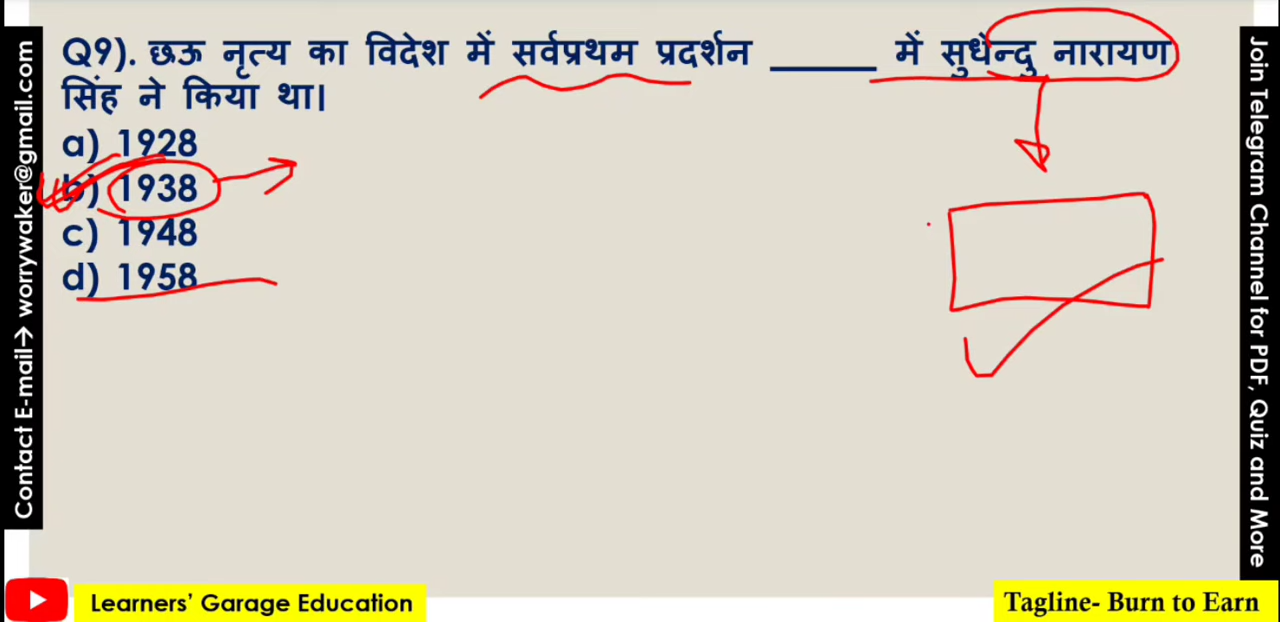 Q9). छऊ नृत्य का विदेश में सर्वप्रथम प्रदर्शन ______ में सुधेन्दु नारायण
सिंह ने किया था।
a) 1928
b) 1938
c) 1948
d) 1958
Contact E-mail→ worrywaker@gmail.com
Join Telegram Channel for PDF, Quiz and More
Learners’ Garage Education
Tagline- Burn to Earn